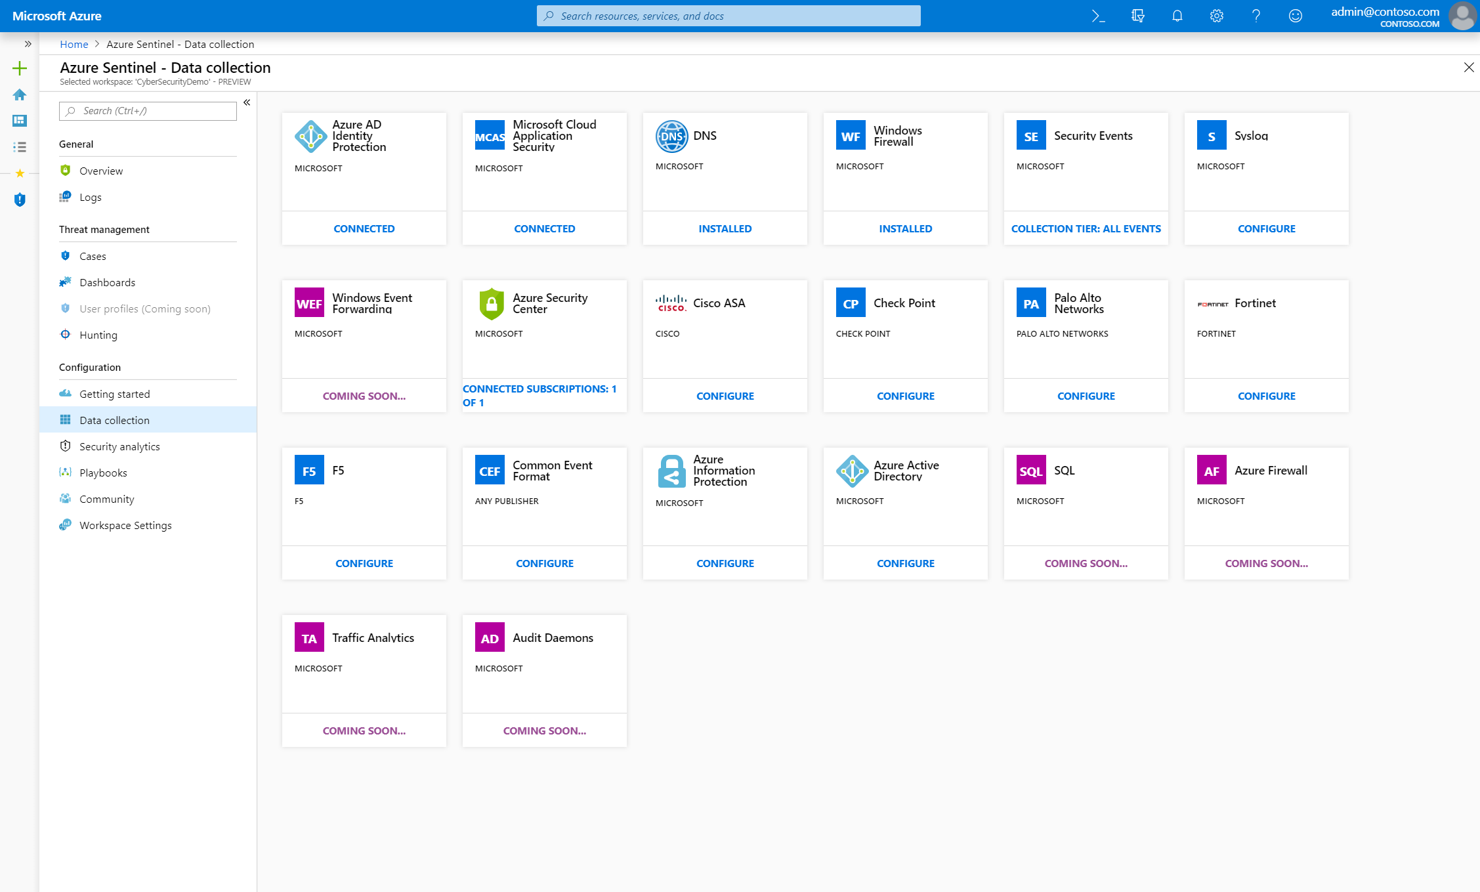 Microsoft Azure
Search resources, services, and docs
admin@contoso.com
CONTOSO.COM
Home > Azure Sentinel - Data collection
Azure Sentinel - Data collection
Selected workspace: 'CyberSecurityDemo' - PREVIEW
Search (Ctrl+/)
General
Overview
Logs
Threat management
Cases
Dashboards
User profiles (Coming soon)
Hunting
Configuration
Getting started
Data collection
Security analytics
Playbooks
Community
Workspace Settings
Azure AD
Identity
Protection
MICROSOFT
CONNECTED
MCAS
Microsoft Cloud
Application
Security
MICROSOFT
CONNECTED
DNS
DNS
MICROSOFT
INSTALLED
WF
Windows
Firewall
MICROSOFT
INSTALLED
SE
Security Events
MICROSOFT
COLLECTION TIER: ALL EVENTS
S
Syslog
MICROSOFT
CONFIGURE
WEF
Windows Event
Forwarding
MICROSOFT
COMING SOON...
Azure Security
Center
MICROSOFT
CONNECTED SUBSCRIPTIONS: 1
OF 1
CISCO.
Cisco ASA
CISCO
CONFIGURE
CP
Check Point
CHECK POINT
CONFIGURE
PA
Palo Alto
Networks
PALO ALTO NETWORKS
CONFIGURE
FORTINET
Fortinet
FORTINET
CONFIGURE
F5
F5
F5
CONFIGURE
CEF
Common Event
Format
ANY PUBLISHER
CONFIGURE
Azure
Information
Protection
MICROSOFT
CONFIGURE
Azure Active
Directory
MICROSOFT
CONFIGURE
SQL
SQL
MICROSOFT
COMING SOON...
AF
Azure Firewall
MICROSOFT
COMING SOON...
TA
Traffic Analytics
MICROSOFT
COMING SOON...
AD
Audit Daemons
MICROSOFT
COMING SOON...